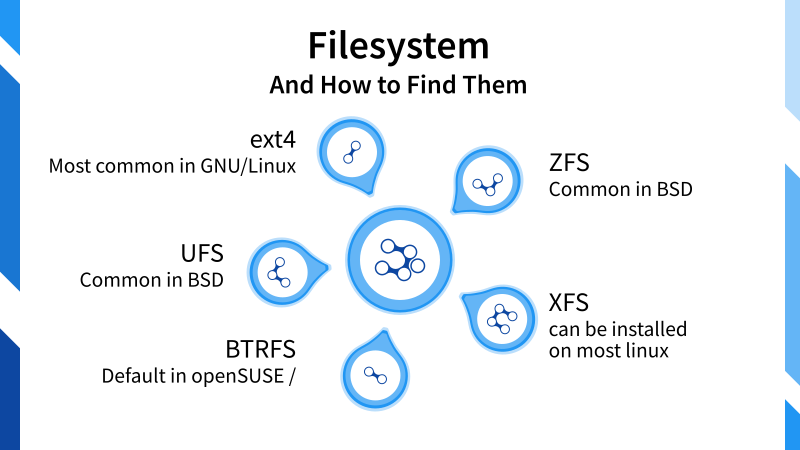 Filesystem
And How to Find Them
ext4
Most common in GNU/Linux
ZFS
Common in BSD
UFS
Common in BSD
XFS
can be installed
on most linux
BTRFS
Default in openSUSE /